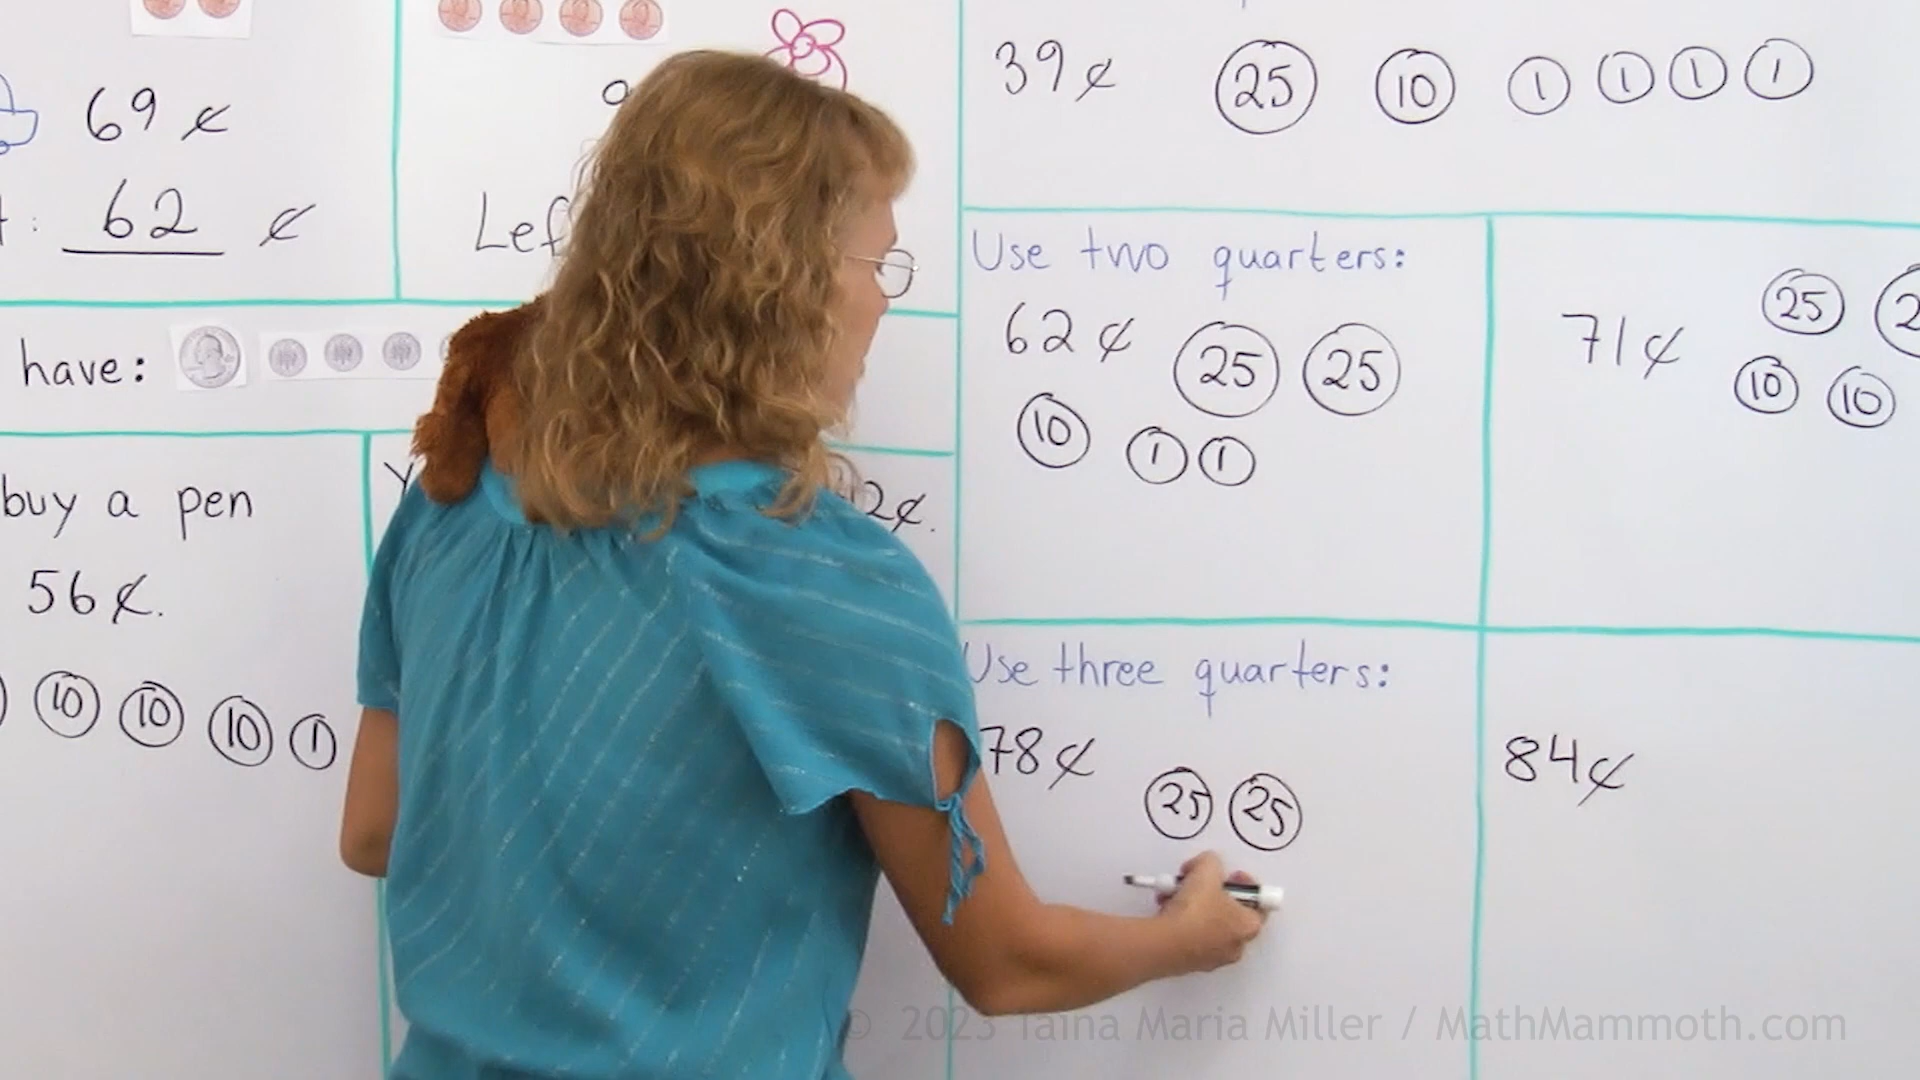 69¢
62 ¢
have:
buy a pen
56¢.
10 10 10 1
2¢.
39¢ 25 10 1 1 1 1
Use two quarters:
62¢ 25 25
10 1 1
25
71¢
10 10
Use three quarters:
78¢
25 25
84¢
© 2023 Taina Maria Miller / MathMammoth.com